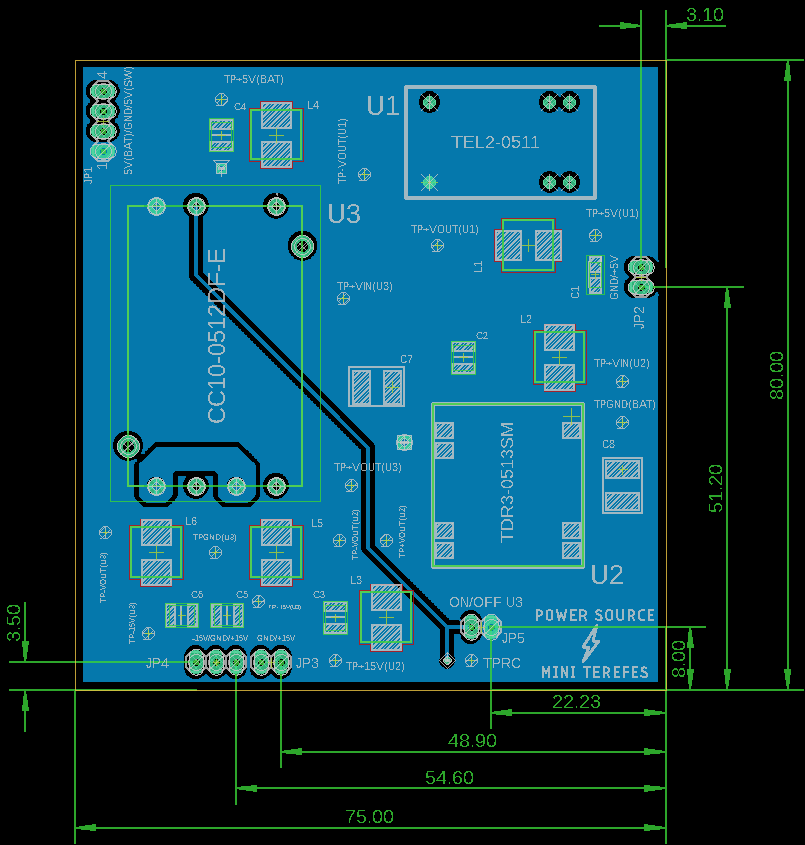 3.10
4
5V(BAT)/GND/5V(SW)
1
JP1
TP+5V(BAT)
C4
L4
U1
TEL2-0511
TP-VOUT(U1)
U3
TP+5V(U1)
TP+VOUT(U1)
L1
C1
GND/+5V
JP2
TP+VIN(U3)
CC10-0512DF-E
L2
C2
C7
TP+VIN(U2)
TPGND(BAT)
80.00
51.20
TDR3-0513SM
C8
TP+VOUT(U3)
TP-VOUT(u2)
TP+VOUT(u2)
L6
TPGND(u3)
L5
TP-VOUT(u3)
U2
L3
C6
C5
TP-15V(u3)
C3
ON/OFF U3
POWER SOURCE
3.50
-15V/GND/+15V
GND/+15V
JP5
JP4
JP3
TP+15V(U2)
TPRC
MINI TEREFES
8.00
22.23
48.90
54.60
75.00